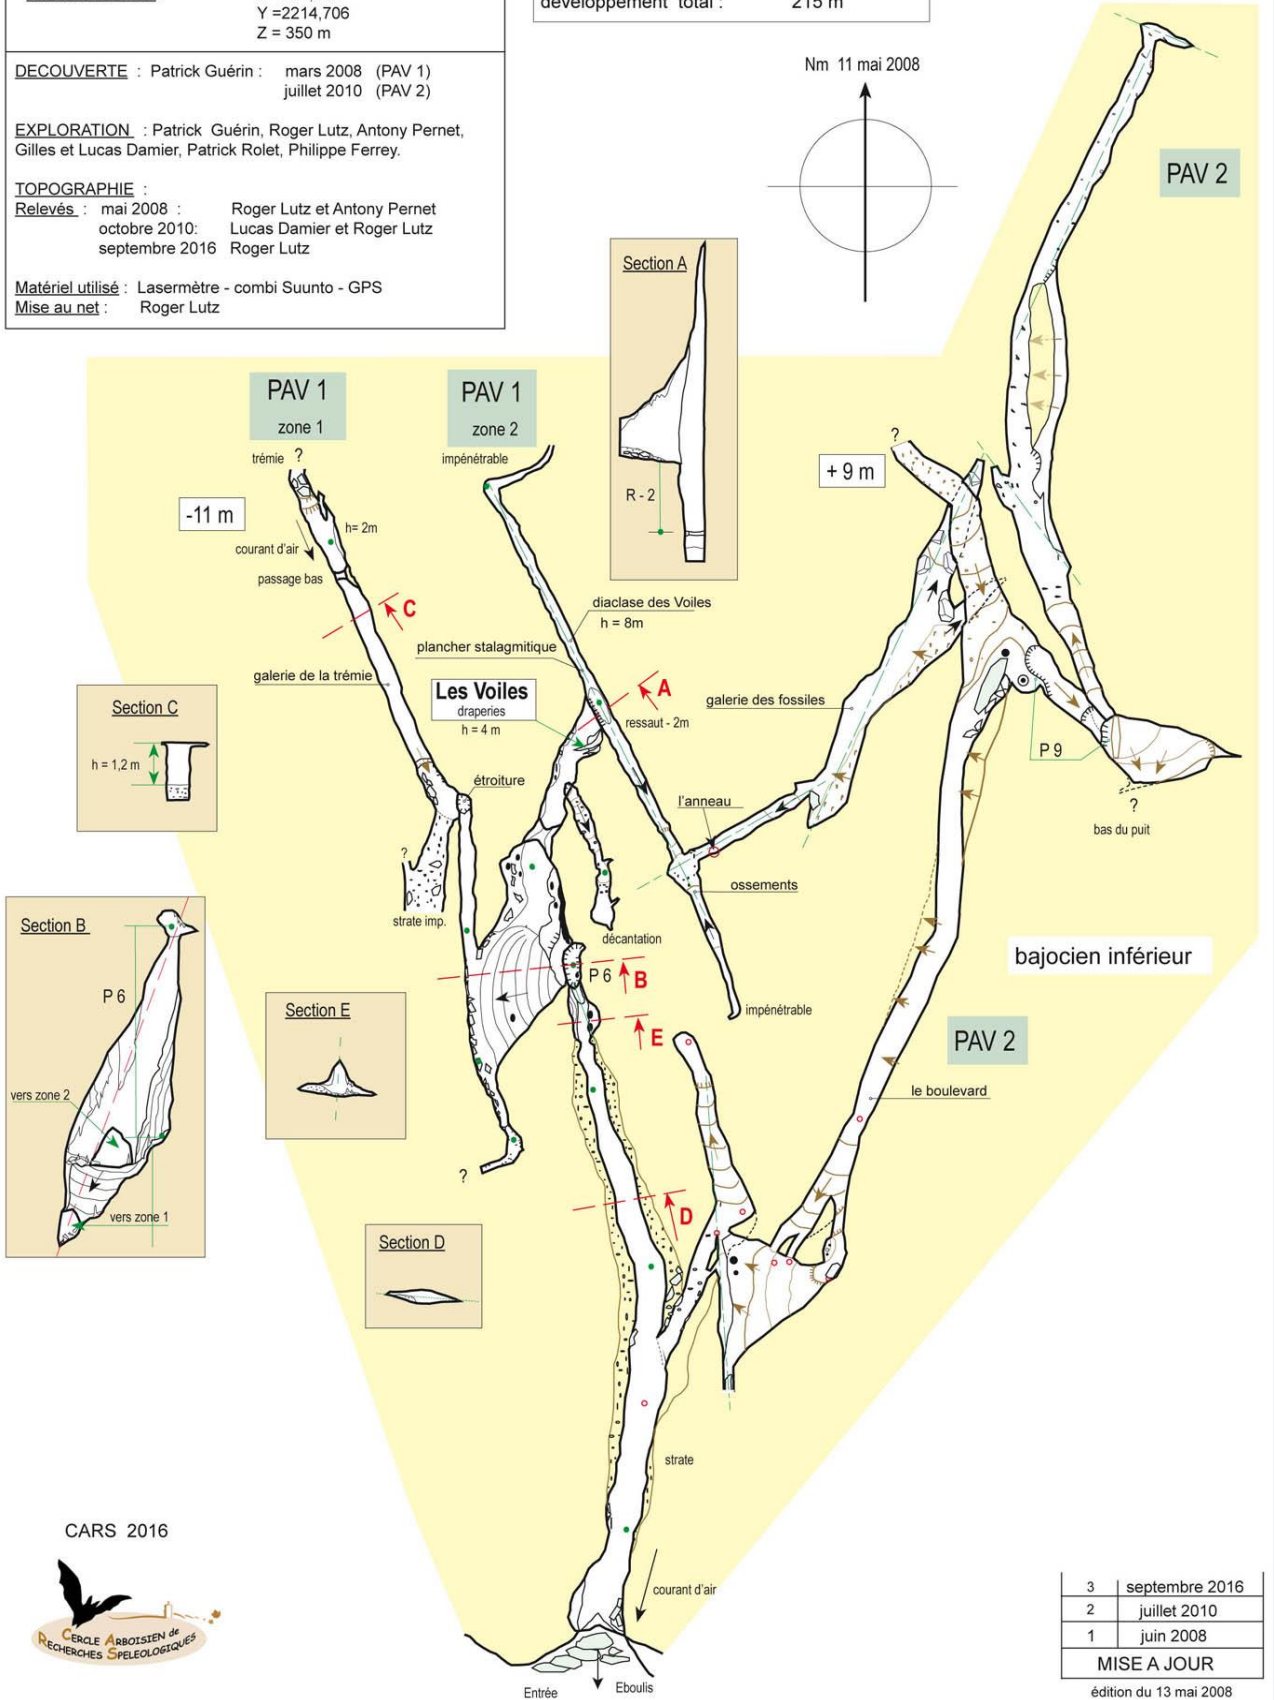 Y =2214,706
Z = 350 m
développement total : 215 m
DECOUVERTE : Patrick Guérin : mars 2008 (PAV 1)
juillet 2010 (PAV 2)
EXPLORATION : Patrick Guérin, Roger Lutz, Antony Pernet,
Gilles et Lucas Damier, Patrick Rolet, Philippe Ferrey.
TOPOGRAPHIE :
Relevés : mai 2008 : Roger Lutz et Antony Pernet
octobre 2010: Lucas Damier et Roger Lutz
septembre 2016 Roger Lutz
Matériel utilisé : Lasermètre - combi Suunto - GPS
Mise au net : Roger Lutz
Nm 11 mai 2008
PAV 2
Section A
R - 2
PAV 1
zone 1
PAV 1
zone 2
trémie ?
impénétrable
?
+ 9 m
-11 m
h= 2m
courant d'air
passage bas
C
diaclase des Voiles
h = 8m
plancher stalagmitique
galerie de la trémie
Les Voiles
draperies
h = 4 m
A
ressaut - 2m
galerie des fossiles
Section C
h = 1,2 m
étroiture
P 9
?
bas du puit
l'anneau
?
ossements
strate imp.
décantation
Section B
P 6
vers zone 2
vers zone 1
P 6
B
bajocien inférieur
Section E
impénétrable
E
PAV 2
le boulevard
?
D
Section D
strate
CARS 2016
CERCLE ARBOISIEN de
RECHERCHES SPELEOLOGIQUES
courant d'air
Entrée
Eboulis
3 septembre 2016
2 juillet 2010
1 juin 2008
MISE A JOUR
édition du 13 mai 2008